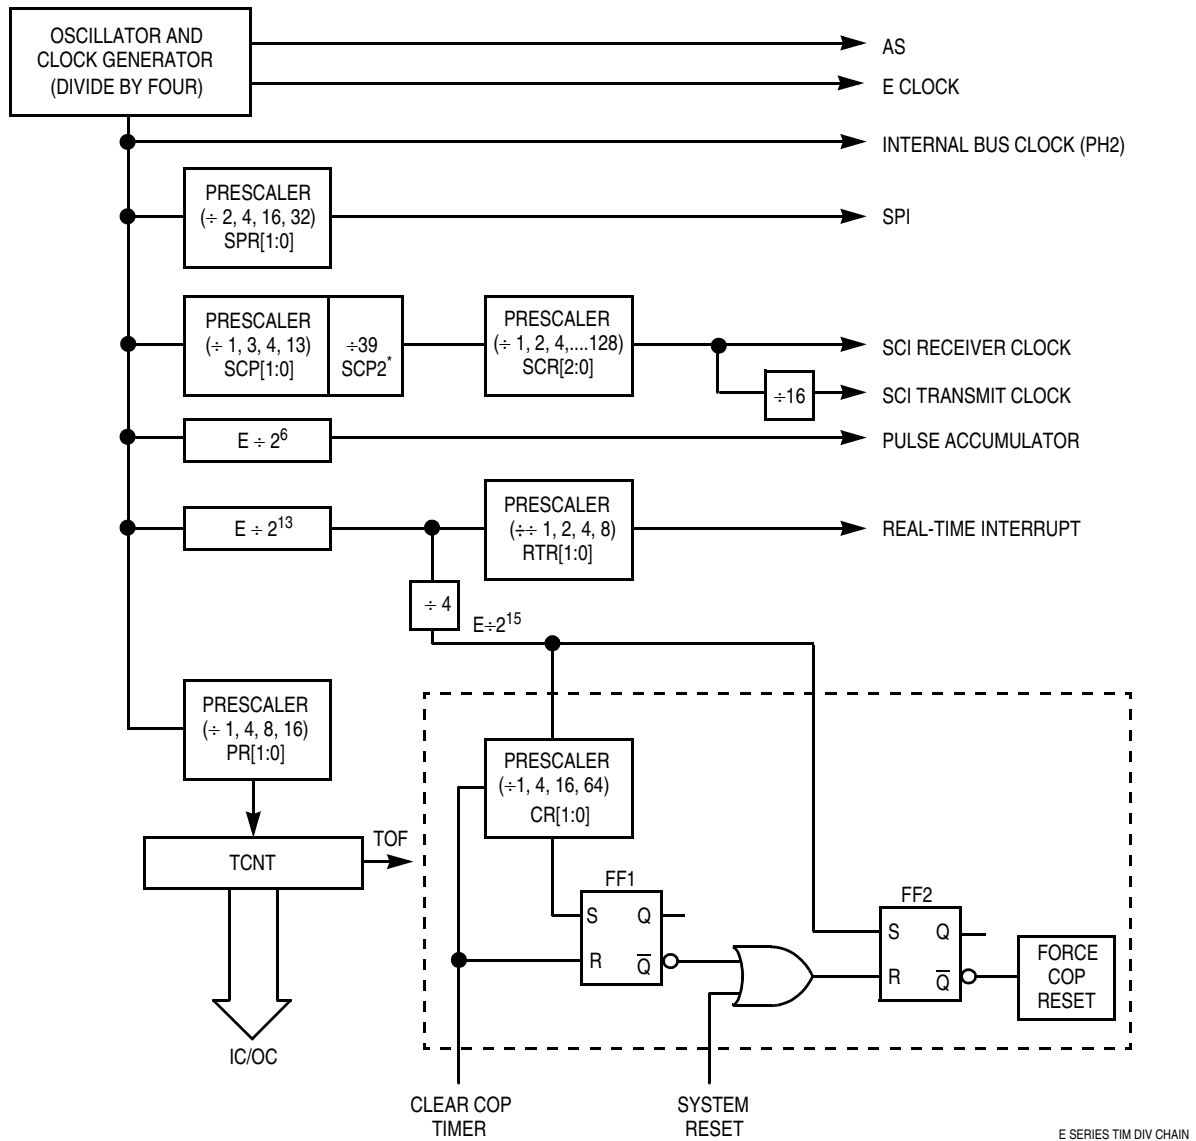 OSCILLATOR AND
CLOCK GENERATOR
(DIVIDE BY FOUR)
AS
E CLOCK
INTERNAL BUS CLOCK (PH2)
PRESCALER
(÷ 2, 4, 16, 32)
SPR[1:0]
SPI
PRESCALER
(÷ 1, 3, 4, 13)
SCP[1:0]
÷39
SCP2*
PRESCALER
(÷ 1, 2, 4,....128)
SCR[2:0]
SCI RECEIVER CLOCK
÷16
SCI TRANSMIT CLOCK
E ÷ 2⁶
PULSE ACCUMULATOR
E ÷ 2¹³
PRESCALER
(÷÷ 1, 2, 4, 8)
RTR[1:0]
REAL-TIME INTERRUPT
÷ 4
E÷2¹⁵
PRESCALER
(÷ 1, 4, 8, 16)
PR[1:0]
PRESCALER
(÷1, 4, 16, 64)
CR[1:0]
TCNT
TOF
FF1
S Q
R Q̅
FF2
S Q
R Q̅
FORCE
COP
RESET
IC/OC
CLEAR COP
TIMER
SYSTEM
RESET
E SERIES TIM DIV CHAIN